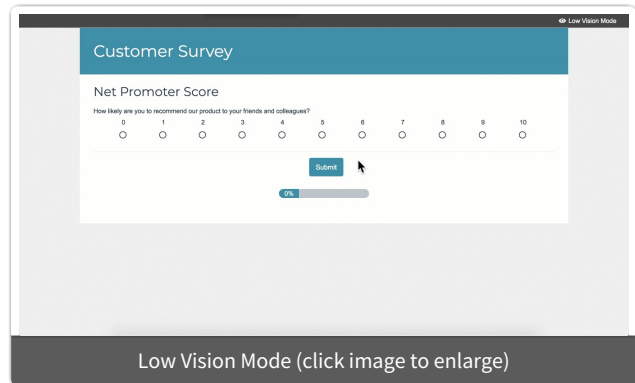 Low Vision Mode
Customer Survey
Net Promoter Score
How likely are you to recommend our product to your friends and colleagues?
0 1 2 3 4 5 6 7 8 9 10
Submit
0%
Low Vision Mode (click image to enlarge)